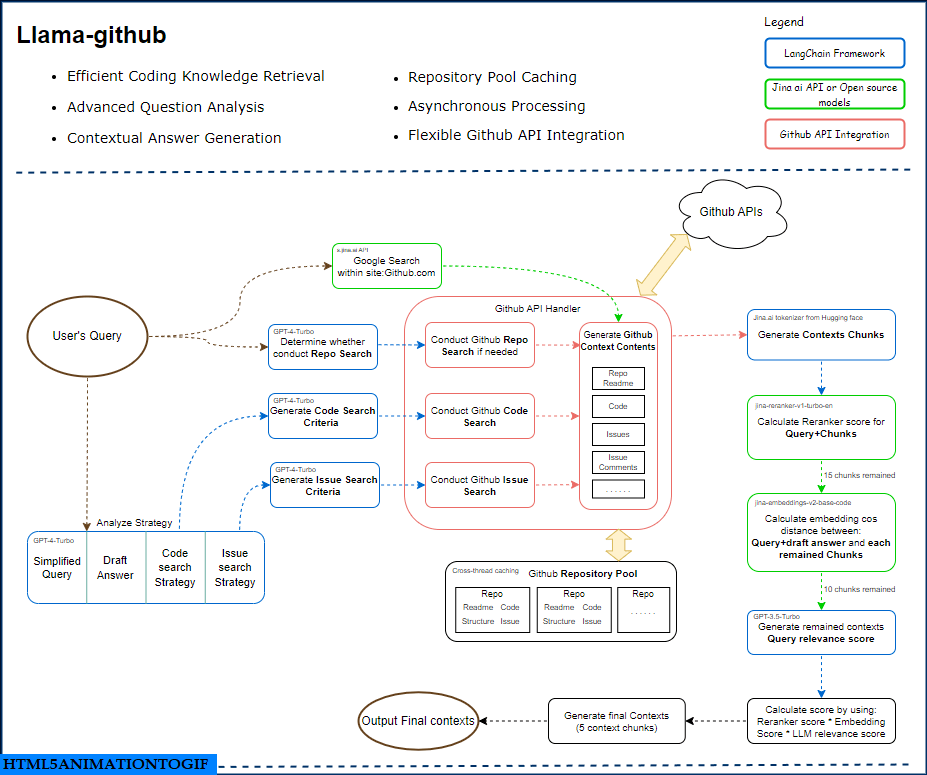 Llama-github
Efficient Coding Knowledge Retrieval
Advanced Question Analysis
Contextual Answer Generation
Repository Pool Caching
Asynchronous Processing
Flexible Github API Integration
Legend
LangChain Framework
Jina ai API or Open source
models
Github API Integration
Github APIs
s.jina.ai API
Google Search
within site:Github.com
User's Query
GPT-4-Turbo
Determine whether
conduct Repo Search
GPT-4-Turbo
Generate Code Search
Criteria
GPT-4-Turbo
Generate Issue Search
Criteria
Analyze Strategy
GPT-4-Turbo
Simplified
Query
Draft
Answer
Code
search
Strategy
Issue
search
Strategy
Github API Handler
Conduct Github Repo
Search if needed
Conduct Github Code
Search
Conduct Github Issue
Search
Generate Github
Context Contents
Repo
Readme
Code
Issues
Issue
Comments
......
Cross-thread caching
Github Repository Pool
Repo
Readme Code
Structure Issue
Repo
Readme Code
Structure Issue
Repo
......
Jina.ai tokenizer from Hugging face
Generate Contexts Chunks
jina-reranker-v1-turbo-en
Calculate Reranker score for
Query+Chunks
15 chunks remained
jina-embeddings-v2-base-code
Calculate embedding cos
distance between:
Query+draft answer and each
remained Chunks
10 chunks remained
GPT-3.5-Turbo
Generate remained contexts
Query relevance score
Calculate score by using:
Reranker score * Embedding
Score * LLM relevance score
Generate final Contexts
(5 context chunks)
Output Final contexts
HTML5ANIMATIONTOGIF